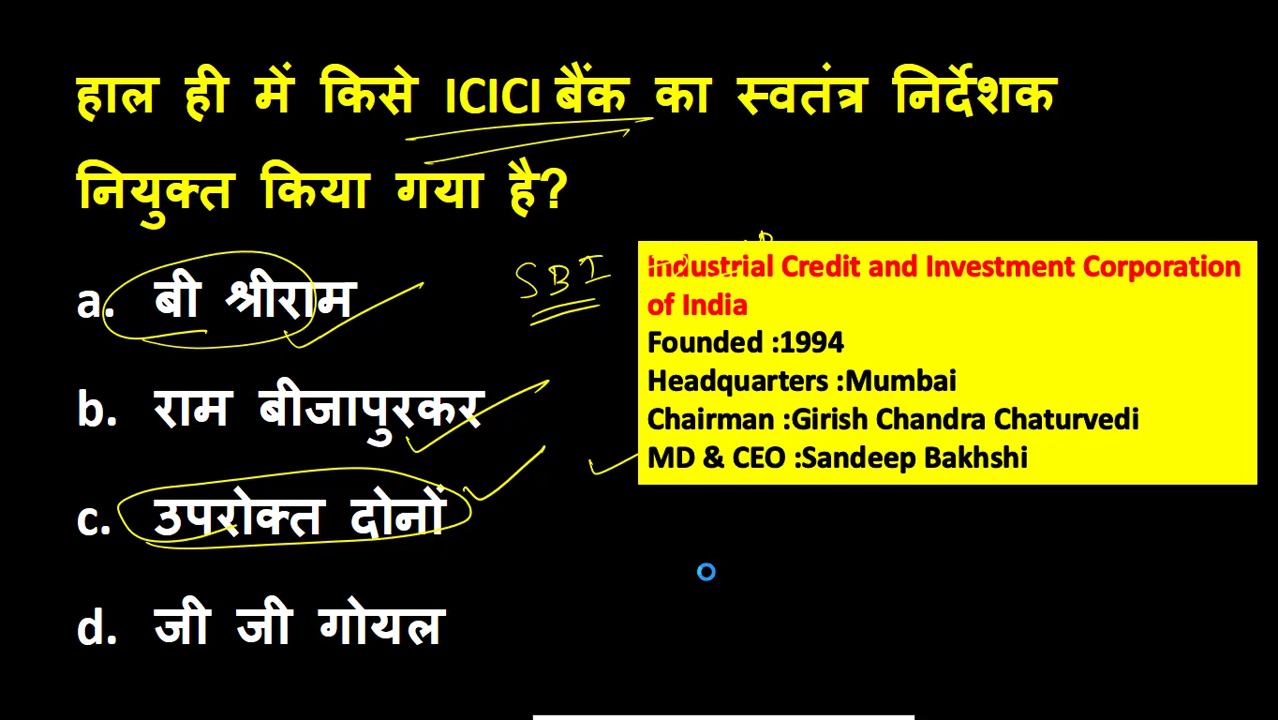 हाल ही में किसे ICICI बैंक का स्वतंत्र निर्देशक
नियुक्त किया गया है?
a. बी श्रीराम
b. राम बीजापुरकर
c. उपरोक्त दोनों
d. जी जी गोयल
SBI
Industrial Credit and Investment Corporation
of India
Founded :1994
Headquarters :Mumbai
Chairman :Girish Chandra Chaturvedi
MD & CEO :Sandeep Bakhshi